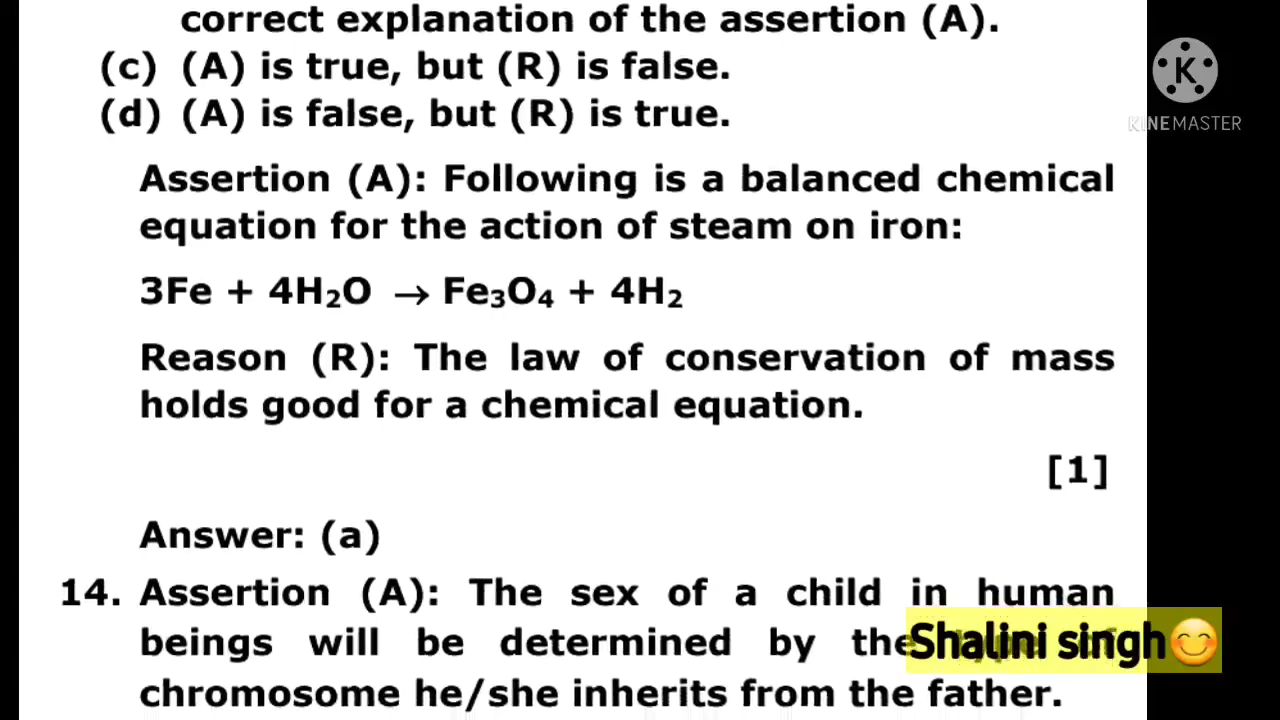 correct explanation of the assertion (A).
(c) (A) is true, but (R) is false.
(d) (A) is false, but (R) is true.
KINEMASTER
Assertion (A): Following is a balanced chemical
equation for the action of steam on iron:
3Fe + 4H₂O → Fe₃O₄ + 4H₂
Reason (R): The law of conservation of mass
holds good for a chemical equation.
[1]
Answer: (a)
14. Assertion (A): The sex of a child in human
beings will be determined by the type of
Shalini singh😊
chromosome he/she inherits from the father.